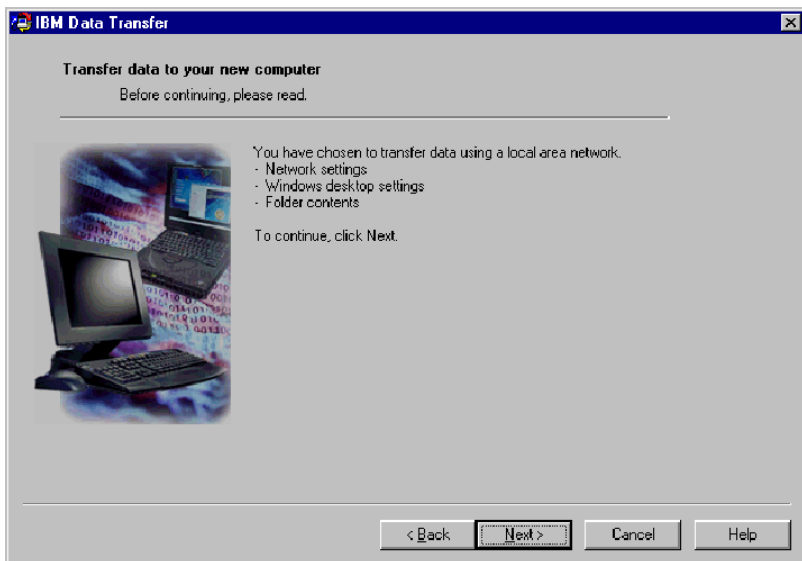 IBM Data Transfer
Transfer data to your new computer
Before continuing, please read.
You have chosen to transfer data using a local area network.
- Network settings
- Windows desktop settings
- Folder contents
To continue, click Next.
< Back Next > Cancel Help